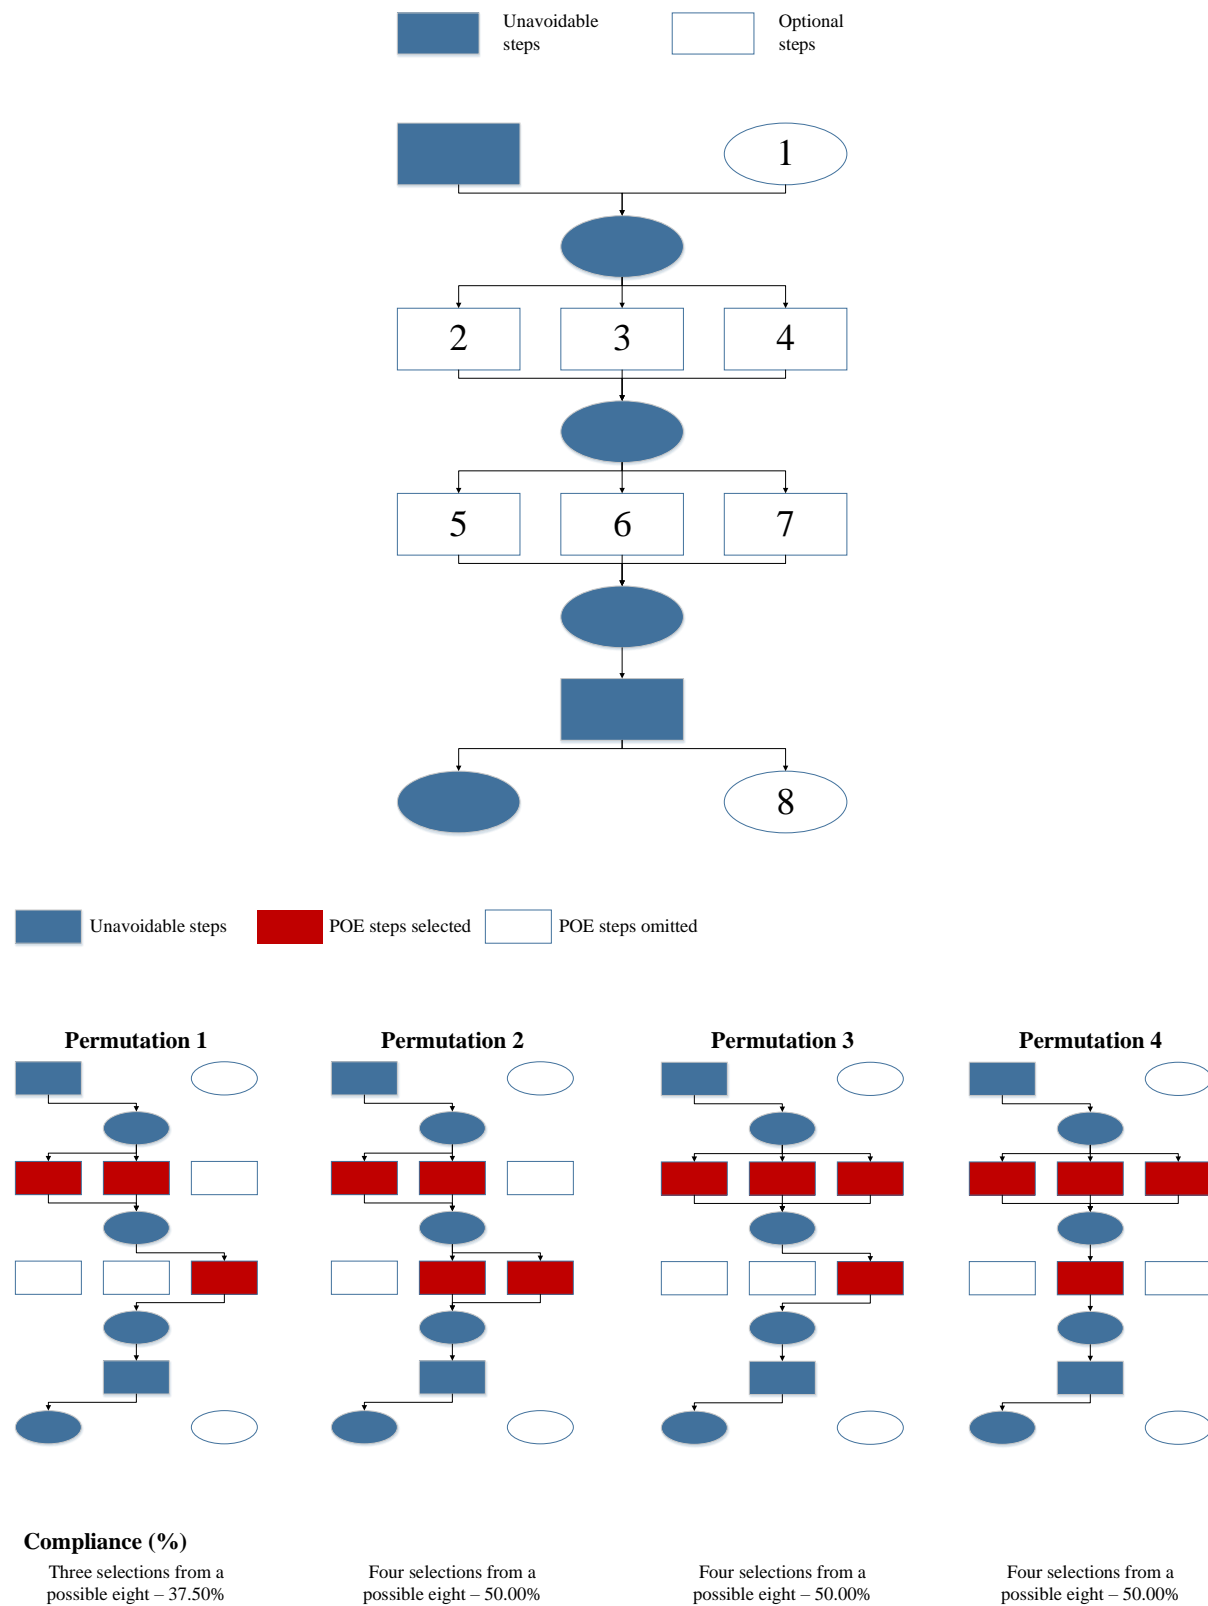 Unavoidable
steps
Optional
steps
1
2 3 4
5 6 7
8
Unavoidable steps POE steps selected POE steps omitted
Permutation 1 Permutation 2 Permutation 3 Permutation 4
Compliance (%)
Three selections from a
possible eight – 37.50%
Four selections from a
possible eight – 50.00%
Four selections from a
possible eight – 50.00%
Four selections from a
possible eight – 50.00%